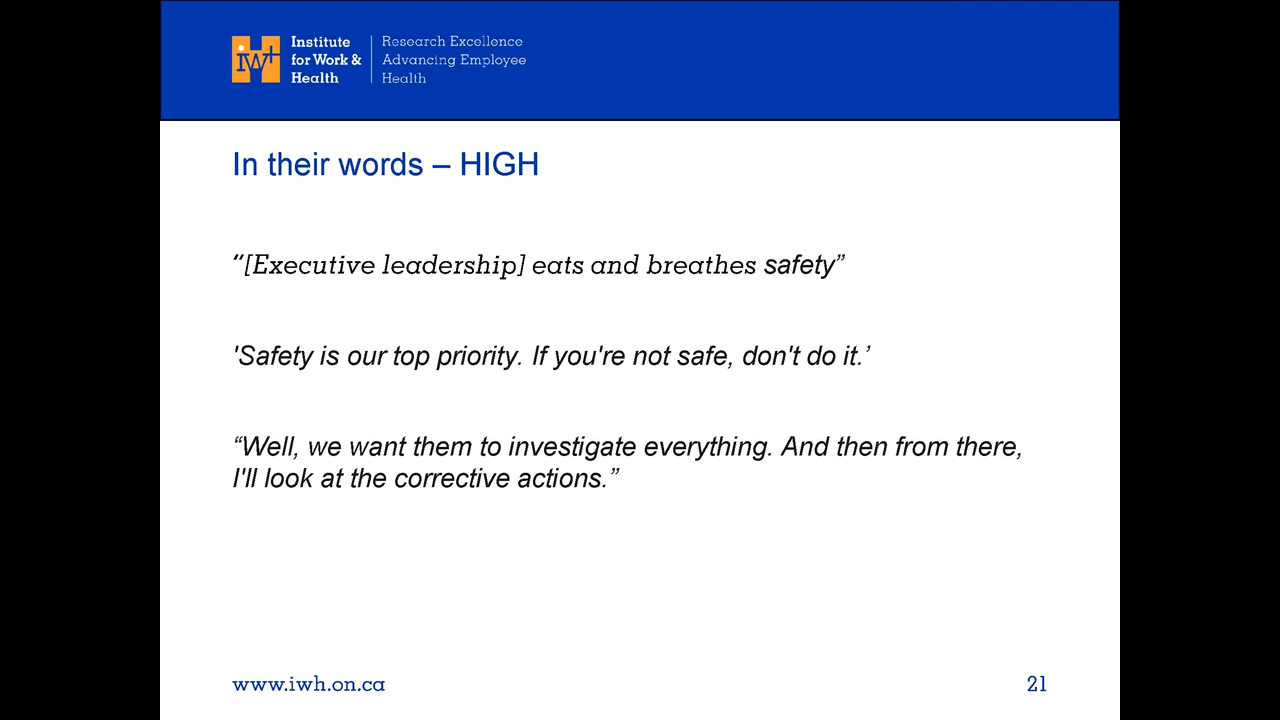 iw+
Institute
for Work &
Health
Research Excellence
Advancing Employee
Health
In their words – HIGH
“[Executive leadership] eats and breathes safety”
'Safety is our top priority. If you're not safe, don't do it.’
“Well, we want them to investigate everything. And then from there,
I'll look at the corrective actions.”
www.iwh.on.ca
21